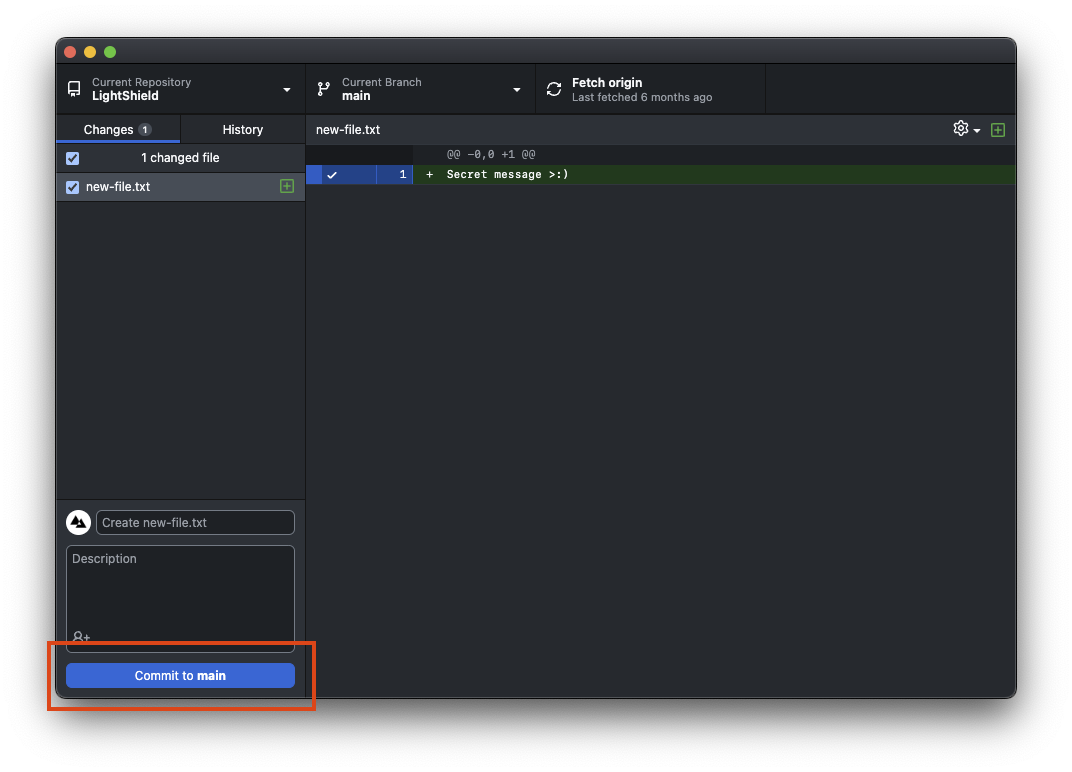 Current Repository
LightShield
Current Branch
main
Fetch origin
Last fetched 6 months ago
Changes 1
History
new-file.txt
1 changed file
@@ -0,0 +1 @@
new-file.txt
1 + Secret message >:)
Create new-file.txt
Description
Commit to main